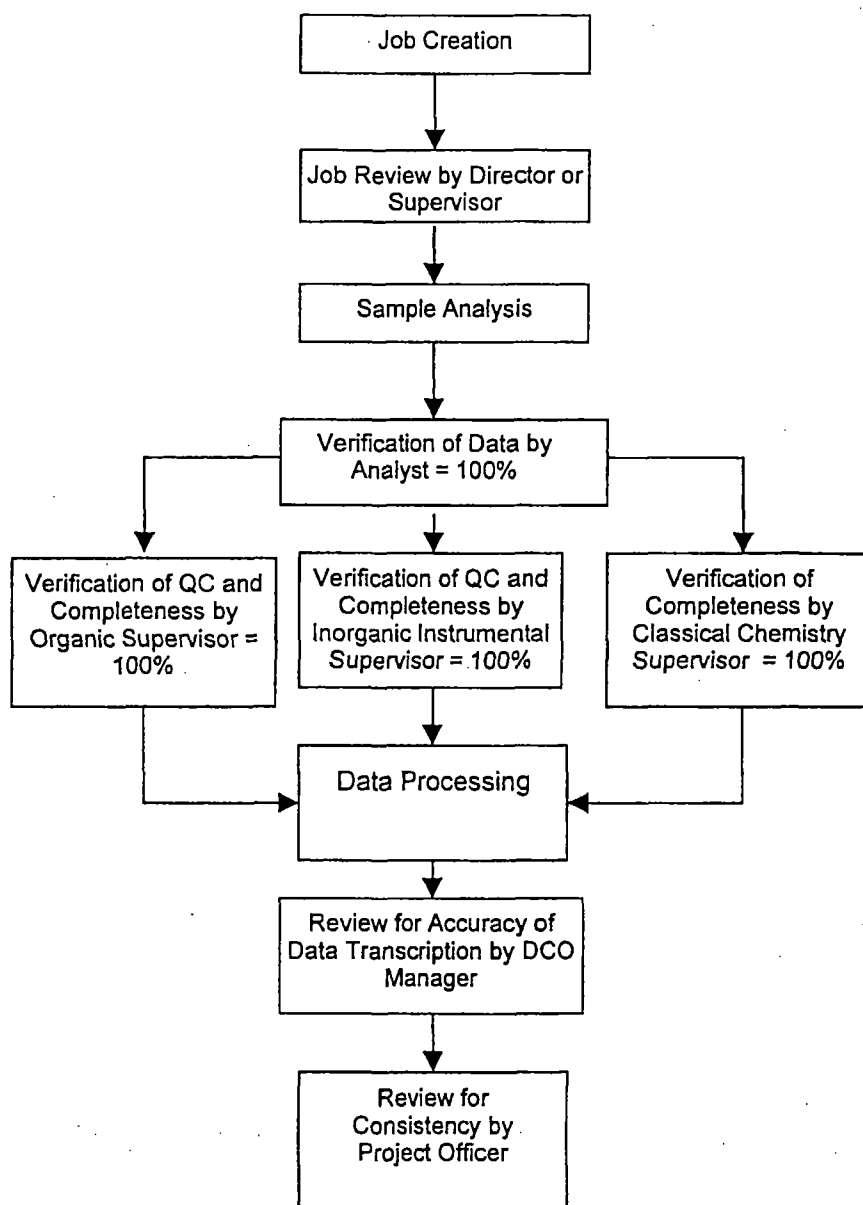 Job Creation
Job Review by Director or
Supervisor
Sample Analysis
Verification of Data by
Analyst = 100%
Verification of QC and
Completeness by
Organic Supervisor =
100%
Verification of QC and
Completeness by
Inorganic Instrumental
Supervisor = 100%
Verification of
Completeness by
Classical Chemistry
Supervisor = 100%
Data Processing
Review for Accuracy of
Data Transcription by DCO
Manager
Review for
Consistency by
Project Officer